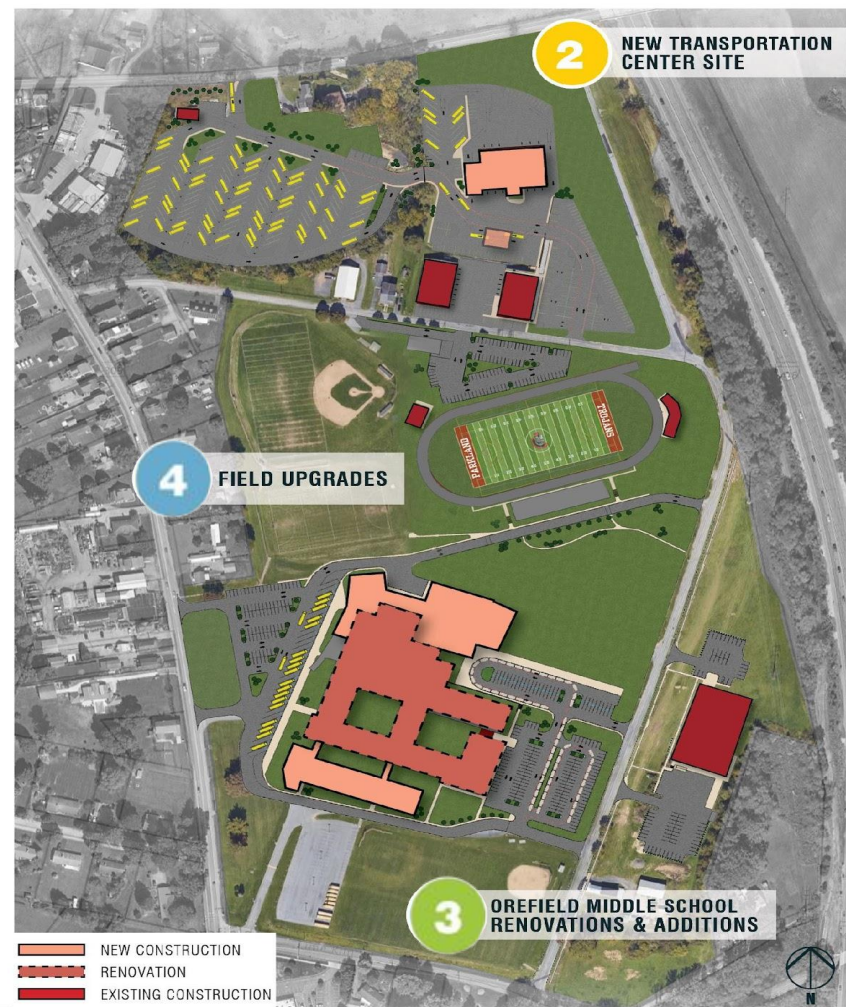 2
NEW TRANSPORTATION
CENTER SITE
PARKLAND
TROJANS
4
FIELD UPGRADES
3
OREFIELD MIDDLE SCHOOL
RENOVATIONS & ADDITIONS
NEW CONSTRUCTION
RENOVATION
EXISTING CONSTRUCTION
N